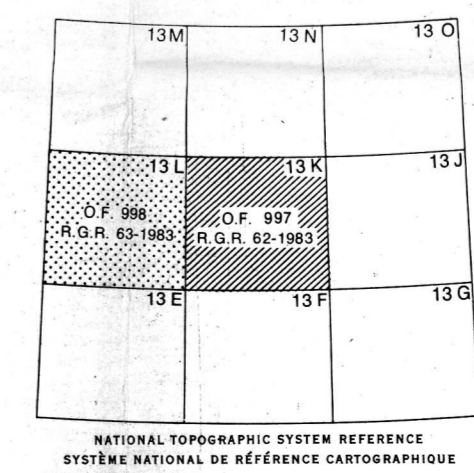 13 M 13 N 13 O
13 L 13 K 13 J
O.F. 998 O.F. 997
R.G.R. 63-1983 R.G.R. 62-1983
13 E 13 F 13 G
NATIONAL TOPOGRAPHIC SYSTEM REFERENCE
SYSTÈME NATIONAL DE RÉFÉRENCE CARTOGRAPHIQUE